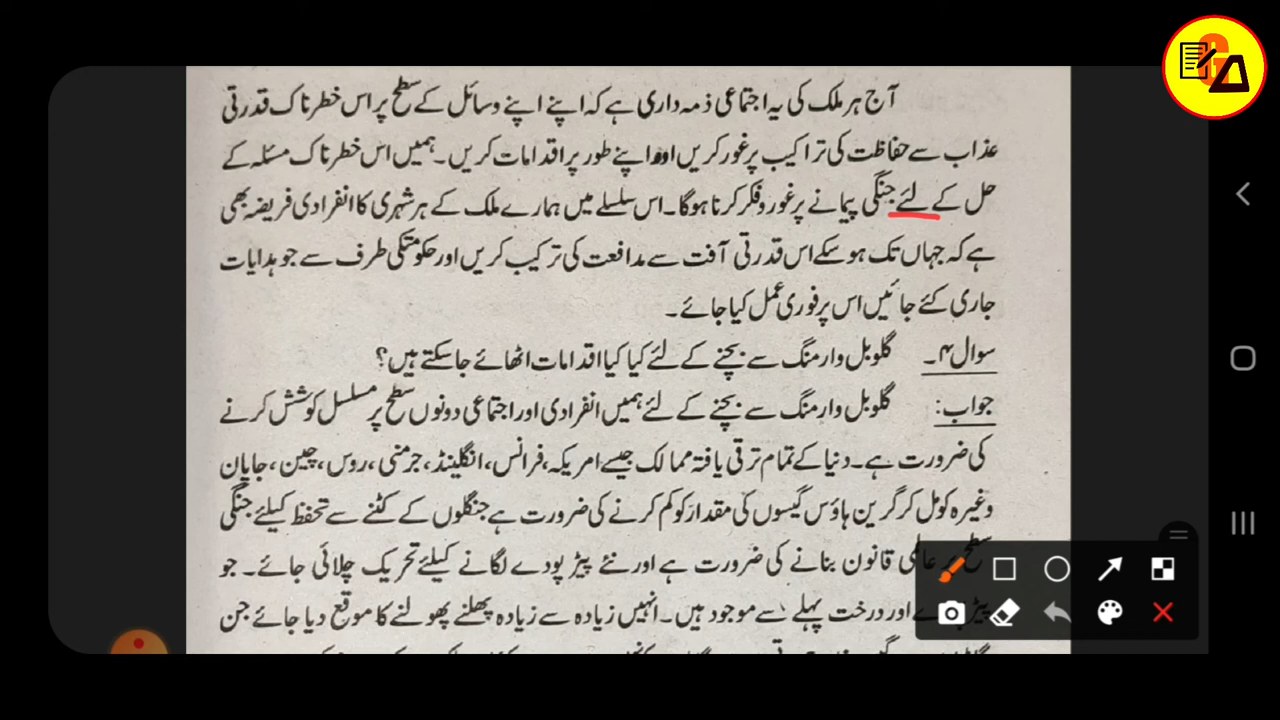 آج ہر ملک کی یہ اجتماعی ذمہ داری ہے کہ اپنے اپنے وسائل کے سطح پر اس خطرناک قدرتی
عذاب سے حفاظت کی تراکیب پر غور کریں اور اپنے طور پر اقدامات کریں۔ ہمیں اس خطرناک مسئلہ کے
حل کے لئے جنگی پیمانے پر غور و فکر کرنا ہوگا۔ اس سلسلے میں ہمارے ملک کے ہر شہری کا انفرادی فریضہ بھی
ہے کہ جہاں تک ہو سکے اس قدرتی آفت سے مدافعت کی ترکیب کریں اور حکومتکی طرف سے جو ہدایات
جاری کئے جائیں اس پر فوری عمل کیا جائے۔
سوال ۴۔ گلوبل وارمنگ سے بچنے کے لئے کیا کیا اقدامات اٹھائے جا سکتے ہیں؟
جواب: گلوبل وارمنگ سے بچنے کے لئے ہمیں انفرادی اور اجتماعی دونوں سطح پر مسلسل کوشش کرنے
کی ضرورت ہے۔ دنیا کے تمام ترقی یافتہ ممالک جیسے امریکہ، فرانس، انگلینڈ، جرمنی، روس، چین، جاپان
وغیرہ کو مل کر گرین ہاؤس گیسوں کی مقدار کو کم کرنے کی ضرورت ہے جنگلوں کے کٹنے سے تحفظ کیلئے جنگی
سطح پر عالمی قانون بنانے کی ضرورت ہے اور نئے پیڑ پودے لگانے کیلئے تحریک چلائی جائے۔ جو
اور درخت پہلے سے موجود ہیں۔ انہیں زیادہ سے زیادہ پھلنے پھولنے کا موقع دیا جائے جن